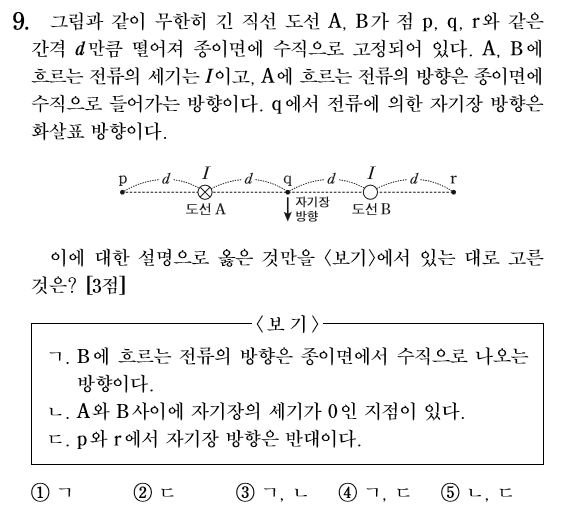 9. 그림과 같이 무한히 긴 직선 도선 A, B가 점 p, q, r와 같은
간격 d만큼 떨어져 종이면에 수직으로 고정되어 있다. A, B에
흐르는 전류의 세기는 I이고, A에 흐르는 전류의 방향은 종이면에
수직으로 들어가는 방향이다. q에서 전류에 의한 자기장 방향은
화살표 방향이다.
p d I d q d I d r
도선 A 자기장 방향 도선 B
이에 대한 설명으로 옳은 것만을 <보기>에서 있는 대로 고른
것은? [3점]
<보 기>
ㄱ. B에 흐르는 전류의 방향은 종이면에서 수직으로 나오는
방향이다.
ㄴ. A와 B사이에 자기장의 세기가 0인 지점이 있다.
ㄷ. p와 r에서 자기장 방향은 반대이다.
① ㄱ ② ㄷ ③ ㄱ, ㄴ ④ ㄱ, ㄷ ⑤ ㄴ, ㄷ